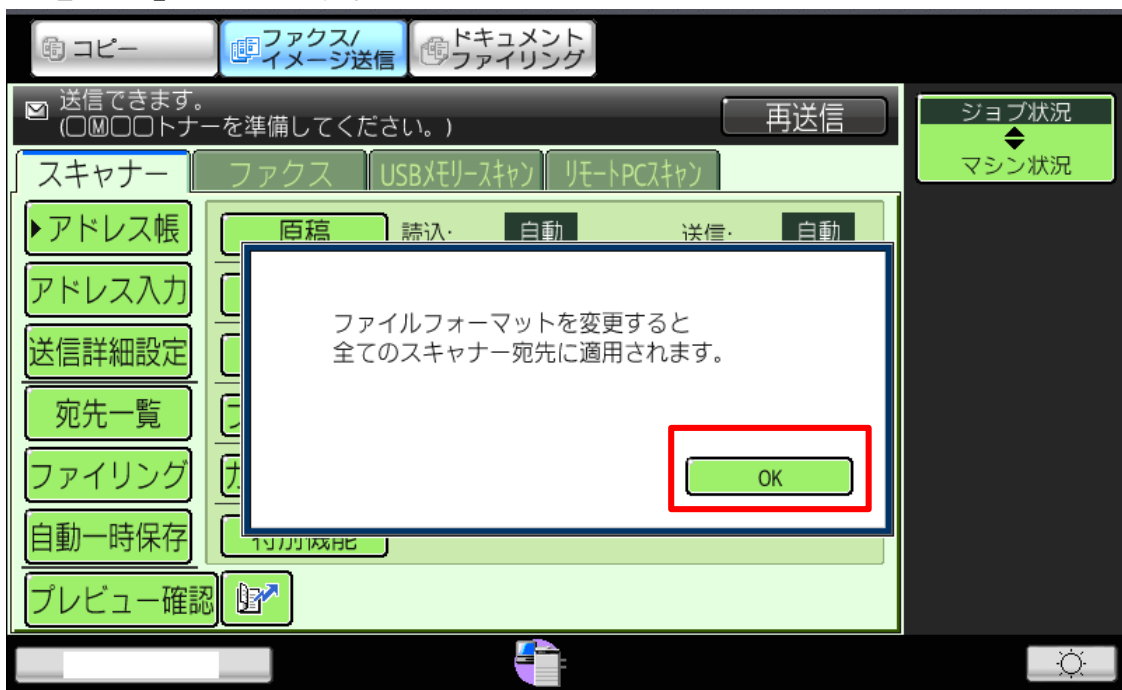 コピー
ファクス/
イメージ送信
ドキュメント
ファイリング
送信できます。
(□M□□トナーを準備してください。)
再送信
ジョブ状況
マシン状況
スキャナー
ファクス
USBメモリースキャン
リモートPCスキャン
アドレス帳
原稿
読込:
自動
送信:
自動
アドレス入力
送信詳細設定
宛先一覧
ファイリング
自動一時保存
プレビュー確認
ファイルフォーマットを変更すると
全てのスキャナー宛先に適用されます。
OK